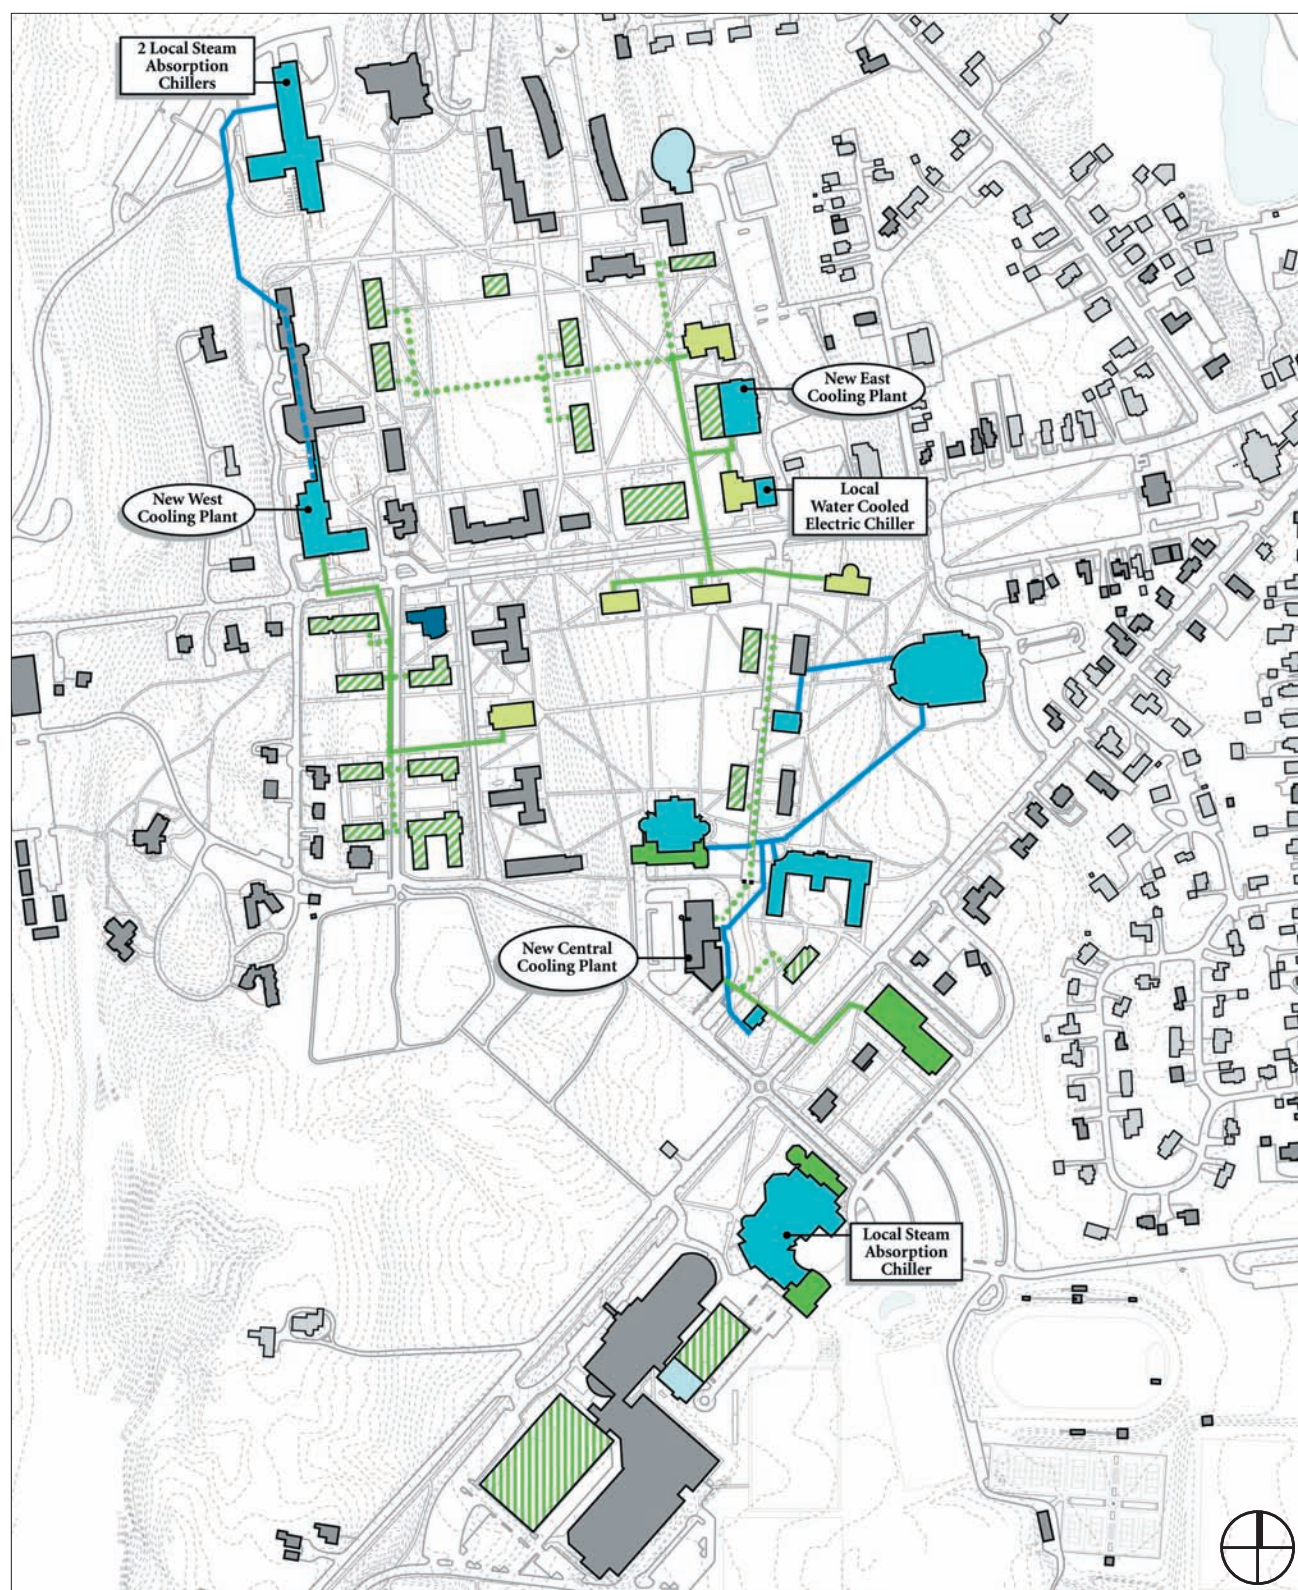 2 Local Steam
Absorption
Chillers
New East
Cooling Plant
New West
Cooling Plant
Local
Water Cooled
Electric Chiller
New Central
Cooling Plant
Local Steam
Absorption
Chiller